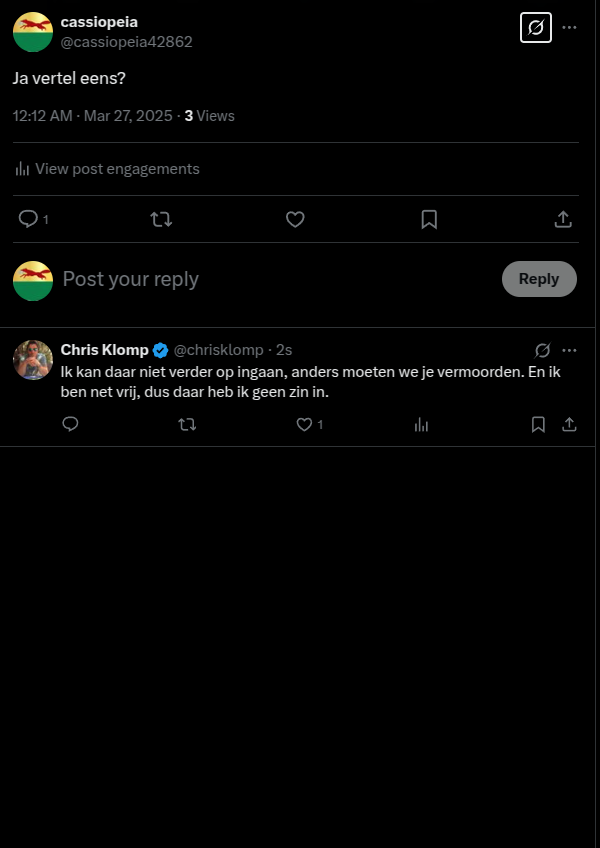 cassiopeia
@cassiopeia42862
Ja vertel eens?
12:12 AM · Mar 27, 2025 · 3 Views
View post engagements
1
Post your reply
Reply
Chris Klomp @chrisklomp · 2s
Ik kan daar niet verder op ingaan, anders moeten we je vermoorden. En ik
ben net vrij, dus daar heb ik geen zin in.
1